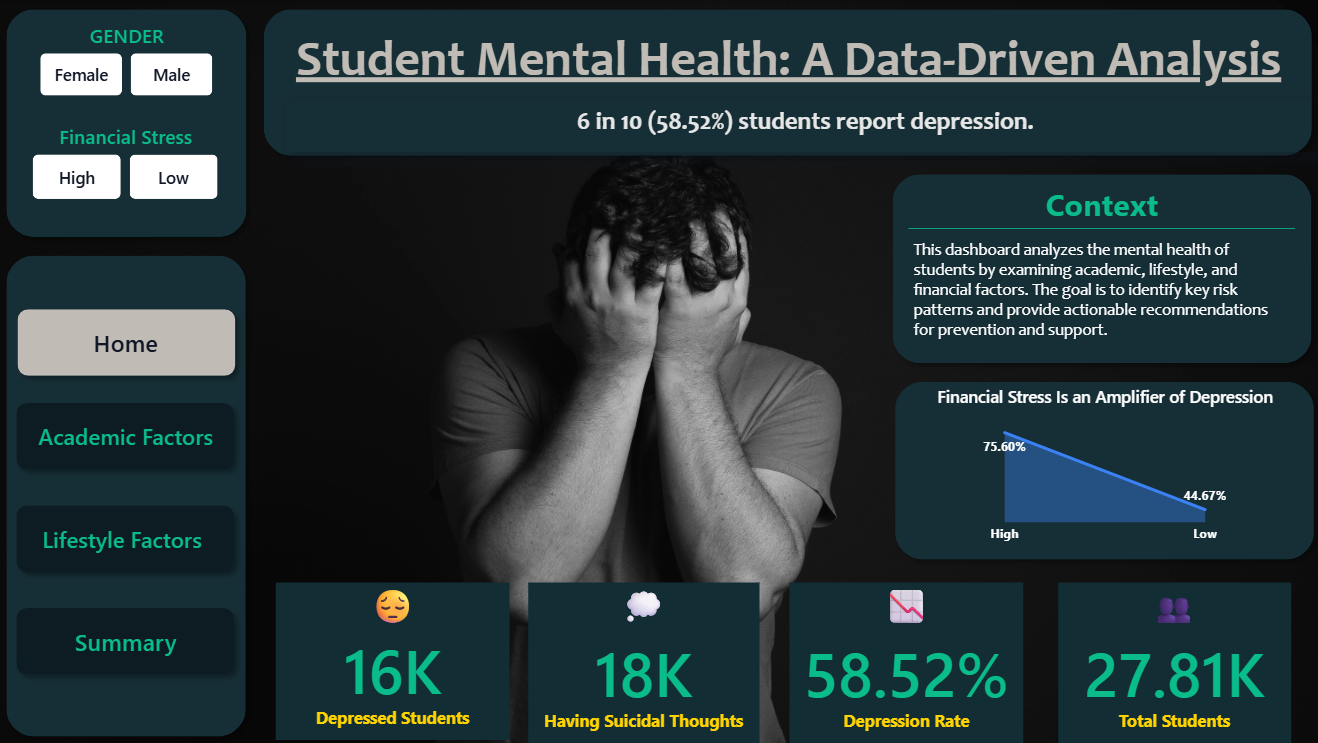 GENDER
Female Male
Financial Stress
High Low
Home
Academic Factors
Lifestyle Factors
Summary
Student Mental Health: A Data-Driven Analysis
6 in 10 (58.52%) students report depression.
Context
This dashboard analyzes the mental health of
students by examining academic, lifestyle, and
financial factors. The goal is to identify key risk
patterns and provide actionable recommendations
for prevention and support.
Financial Stress Is an Amplifier of Depression
75.60%
44.67%
High Low
16K
Depressed Students
18K
Having Suicidal Thoughts
58.52%
Depression Rate
27.81K
Total Students